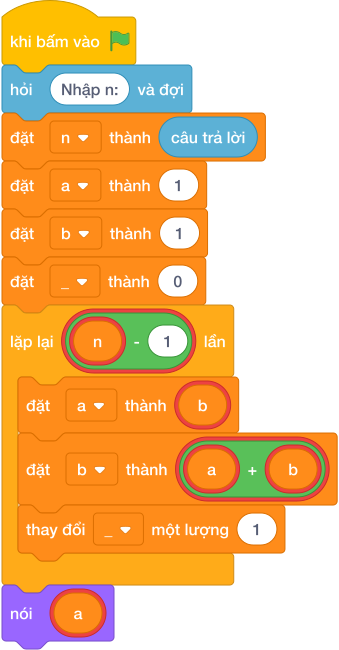 khi bấm vào
hỏi Nhập n: và đợi
đặt n thành câu trả lời
đặt a thành 1
đặt b thành 1
đặt _ thành 0
lặp lại n - 1 lần
đặt a thành b
đặt b thành a + b
thay đổi _ một lượng 1
nói a